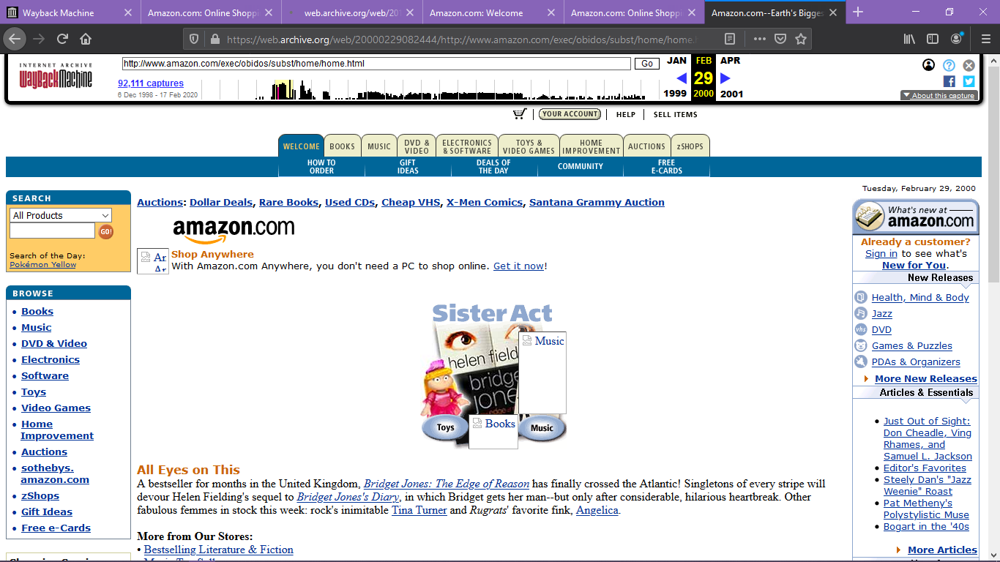 Wayback Machine
Amazon.com: Online Shoppi
web.archive.org/web/201
Amazon.com: Welcome
Amazon.com: Online Shoppi
Amazon.com--Earth's Bigges
https://web.archive.org/web/20000229082444/http://www.amazon.com/exec/obidos/subst/home/home.
INTERNET ARCHIVE
WayBackMachine
http://www.amazon.com/exec/obidos/subst/home/home.html
Go
JAN FEB APR
92,111 captures
29
6 Dec 1998 - 17 Feb 2020
1999 2000 2001
About this capture
YOUR ACCOUNT
HELP
SELL ITEMS
WELCOME
BOOKS
MUSIC
DVD & VIDEO
ELECTRONICS & SOFTWARE
TOYS & VIDEO GAMES
HOME IMPROVEMENT
AUCTIONS
zSHOPS
HOW TO ORDER
GIFT IDEAS
DEALS OF THE DAY
COMMUNITY
FREE E-CARDS
Tuesday, February 29, 2000
SEARCH
All Products
GO!
Search of the Day:
Pokémon Yellow
BROWSE
• Books
• Music
• DVD & Video
• Electronics
• Software
• Toys
• Video Games
• Home
Improvement
• Auctions
• sothebys.
amazon.com
• zShops
• Gift Ideas
• Free e-Cards
Auctions: Dollar Deals, Rare Books, Used CDs, Cheap VHS, X-Men Comics, Santana Grammy Auction
amazon.com
Ar
Shop Anywhere
With Amazon.com Anywhere, you don't need a PC to shop online. Get it now!
Sister Act
Music
helen field
bridge
jone
Toys
Books
Music
All Eyes on This
A bestseller for months in the United Kingdom, Bridget Jones: The Edge of Reason has finally crossed the Atlantic! Singletons of every stripe will
devour Helen Fielding's sequel to Bridget Jones's Diary, in which Bridget gets her man--but only after considerable, hilarious heartbreak. Other
fabulous femmes in stock this week: rock's inimitable Tina Turner and Rugrats' favorite fink, Angelica.
More from Our Stores:
• Bestselling Literature & Fiction
What's new at
amazon.com
Already a customer?
Sign in to see what's
New for You.
New Releases
Health, Mind & Body
Jazz
vhs DVD
Games & Puzzles
PDAs & Organizers
More New Releases
Articles & Essentials
• Just Out of Sight:
Don Cheadle, Ving
Rhames, and
Samuel L. Jackson
• Editor's Favorites
• Steely Dan's "Jazz
Weenie" Roast
• Pat Metheny's
Polystylistic Muse
• Bogart in the '40s
More Articles